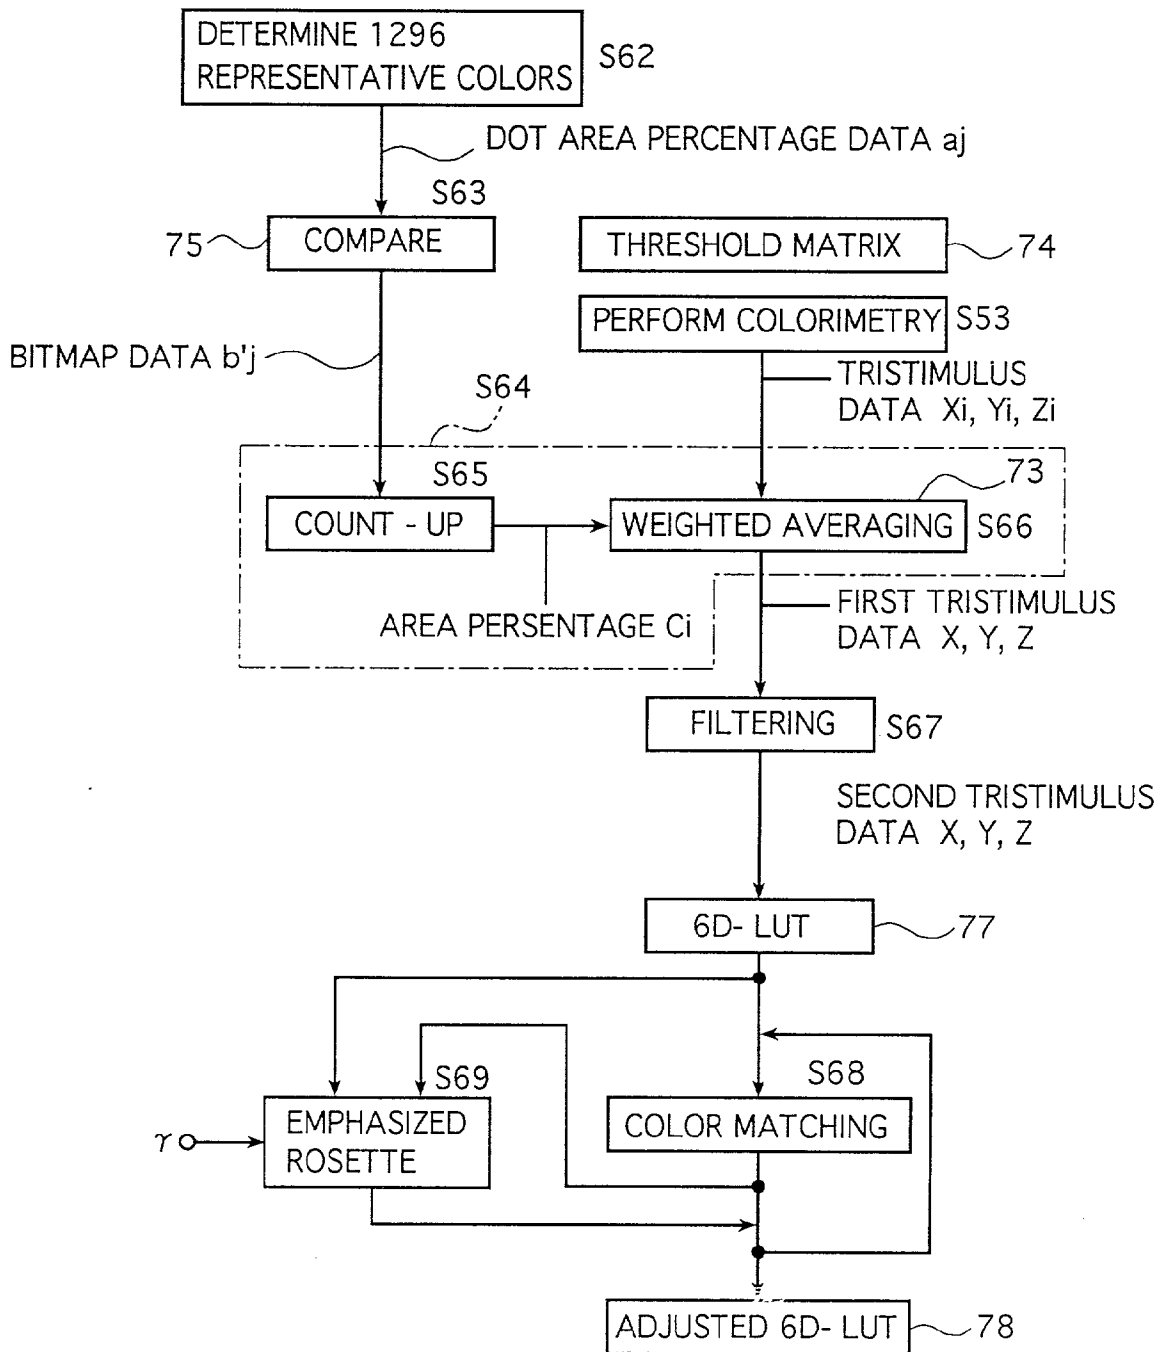 DETERMINE 1296
REPRESENTATIVE COLORS
S62
DOT AREA PERCENTAGE DATA aj
S63
75
COMPARE
THRESHOLD MATRIX
74
PERFORM COLORIMETRY
S53
BITMAP DATA b'j
TRISTIMULUS
DATA Xi, Yi, Zi
S64
S65
73
COUNT - UP
WEIGHTED AVERAGING
S66
AREA PERSENTAGE Ci
FIRST TRISTIMULUS
DATA X, Y, Z
FILTERING
S67
SECOND TRISTIMULUS
DATA X, Y, Z
6D- LUT
77
S69
S68
EMPHASIZED
ROSETTE
γ
COLOR MATCHING
ADJUSTED 6D- LUT
78